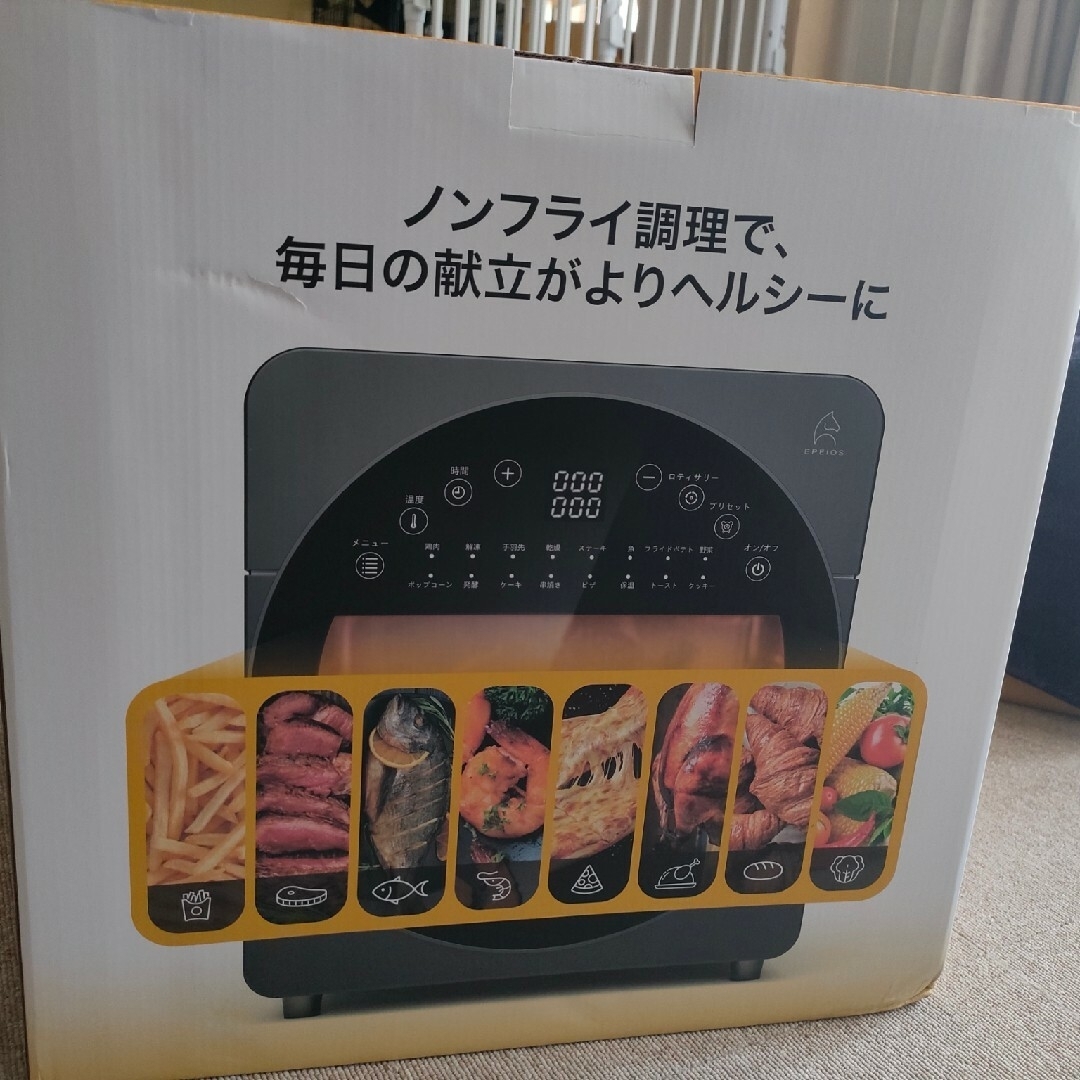 ノンフライ調理で、
毎日の献立がよりヘルシーに
EPEIOS
時間
000
000
ロティサリー
温度
プリセット
メニュー
鶏肉 解凍 手羽先 乾燥 ステーキ 魚 フライドポテト 野菜
オン/オフ
ポップコーン 発酵 ケーキ 串焼き ピザ 保温 トースト クッキー